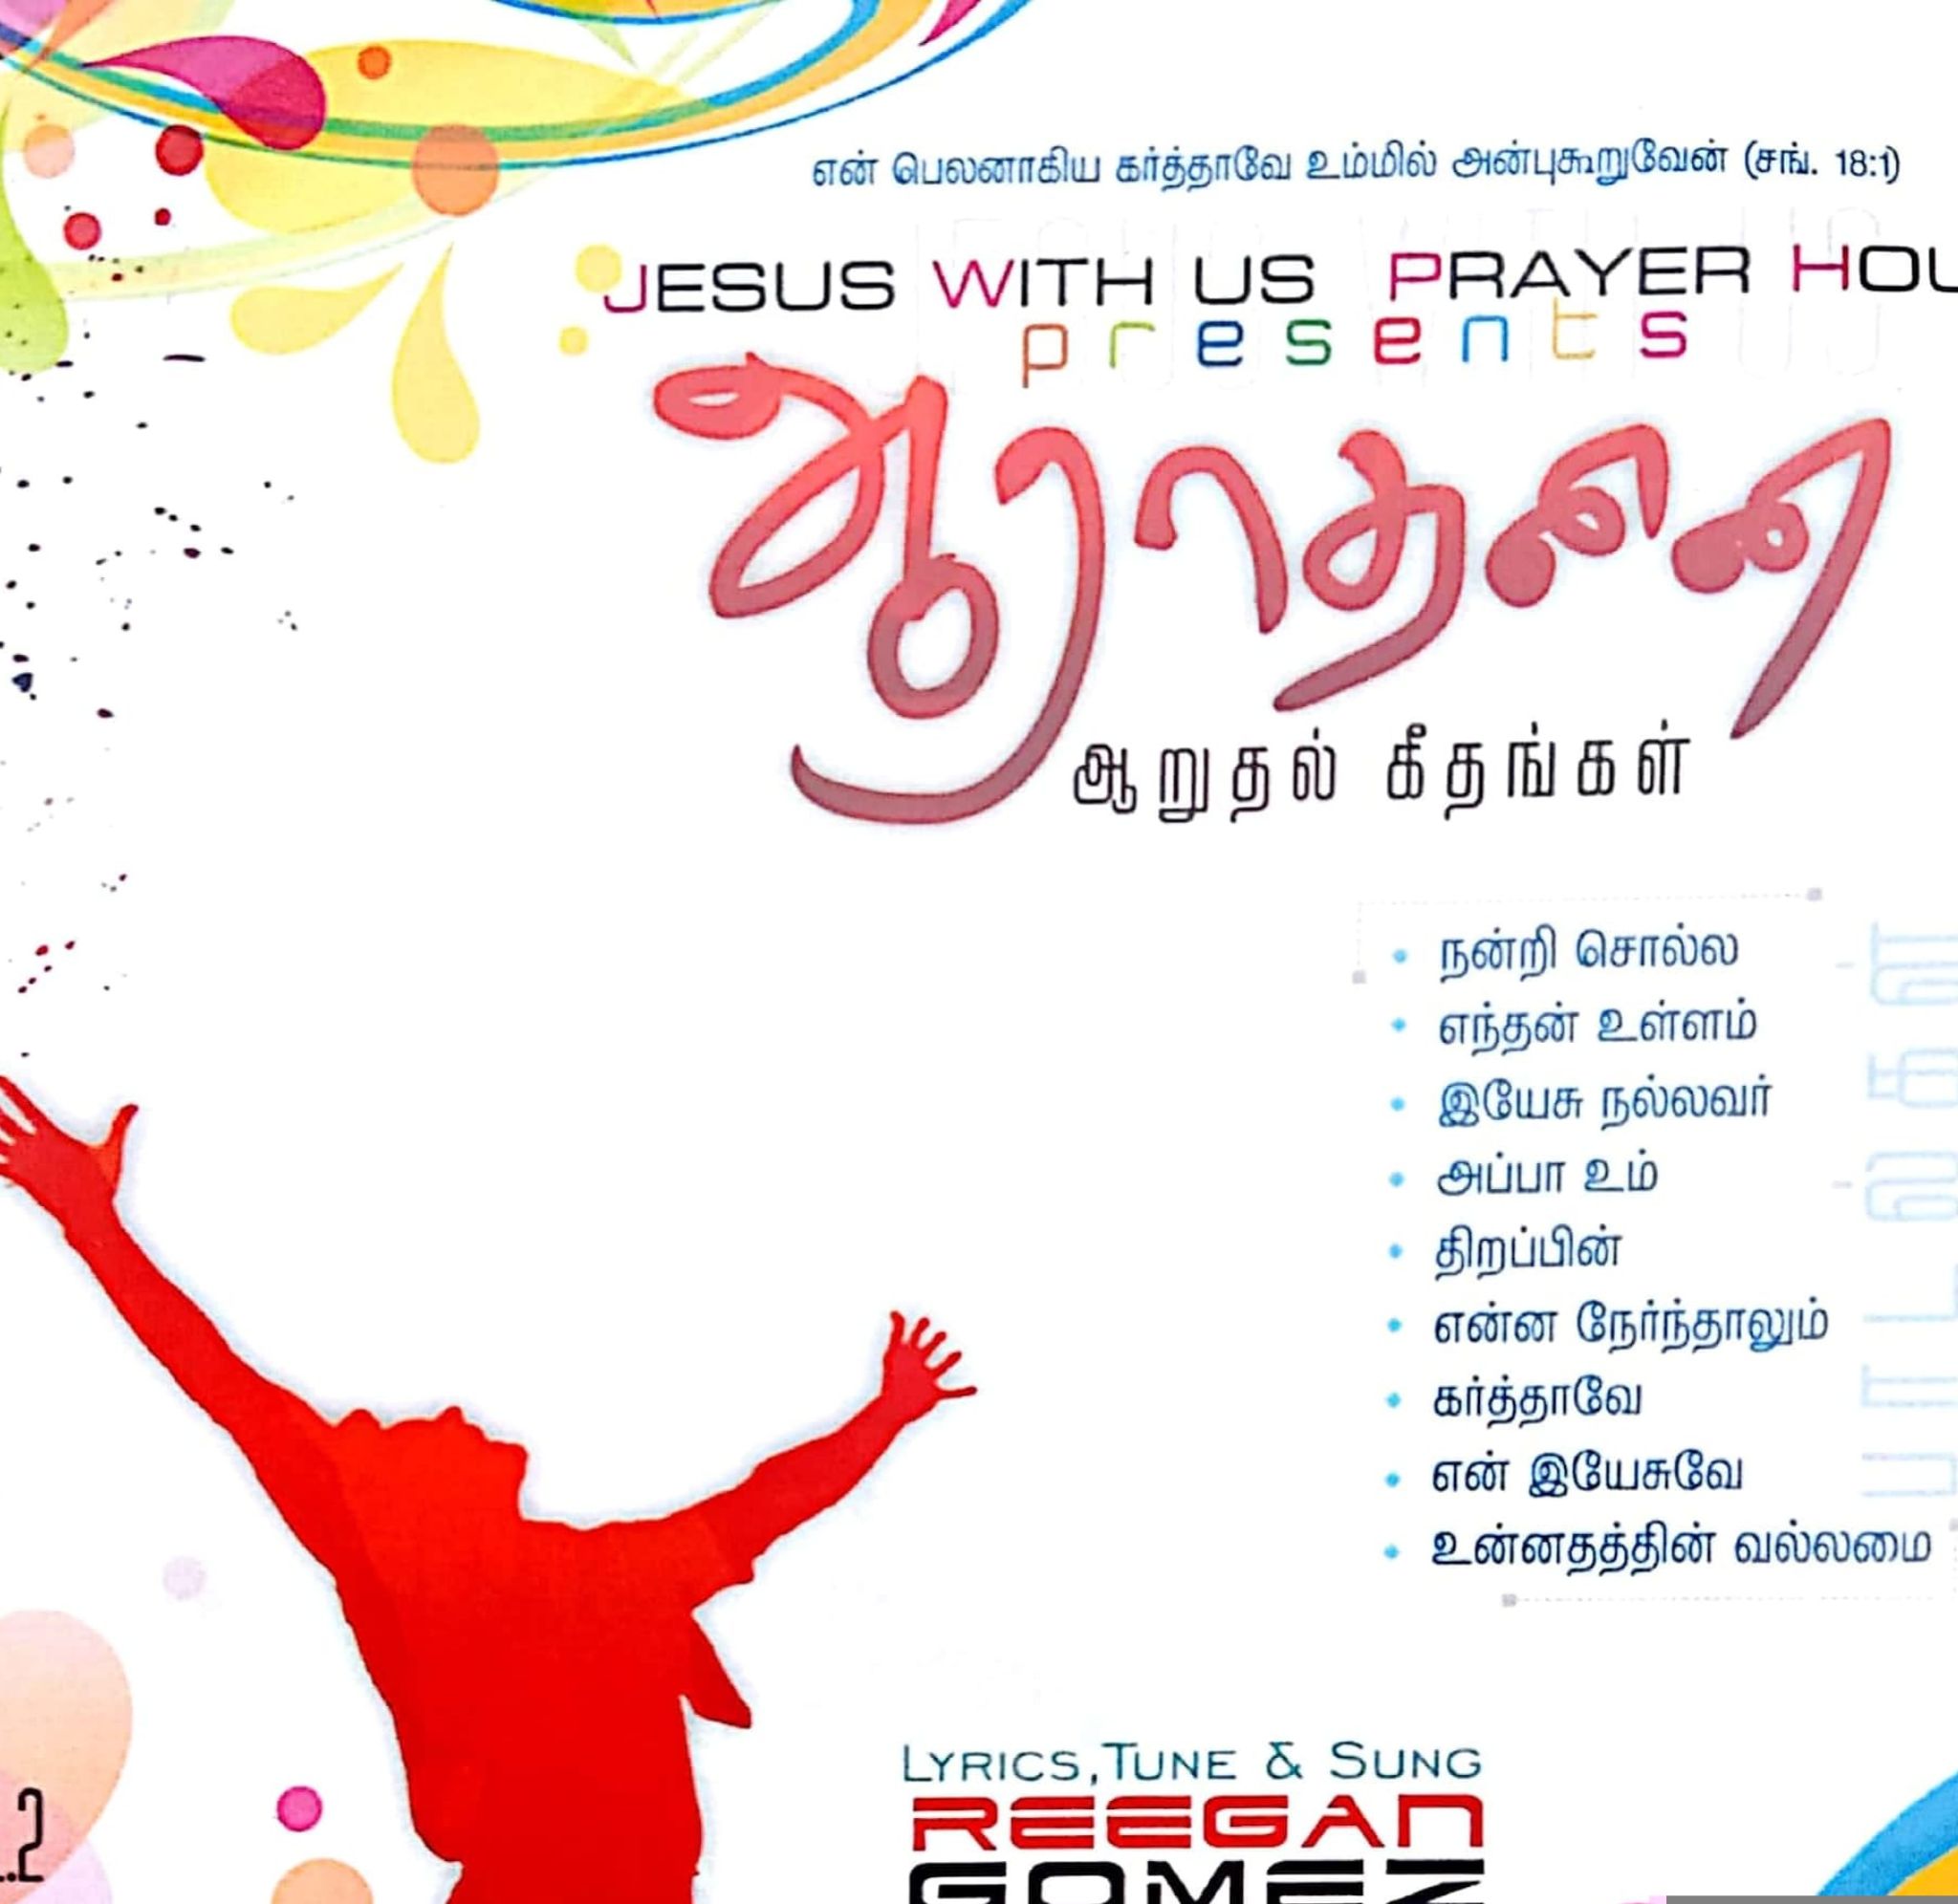 என் பெலனாகிய கர்த்தாவே உம்மில் அன்புகூறுவேன் (சங். 18:1)
JESUS WITH US PRAYER HOU
presents
ஆராதனை
ஆறுதல் கீதங்கள்
• நன்றி சொல்ல
• எந்தன் உள்ளம்
• இயேசு நல்லவர்
• அப்பா உம்
• திறப்பின்
• என்ன நேர்ந்தாலும்
• கர்த்தாவே
• என் இயேசுவே
• உன்னதத்தின் வல்லமை
LYRICS, TUNE & SUNG
REEGAN
GOMEZ
.2